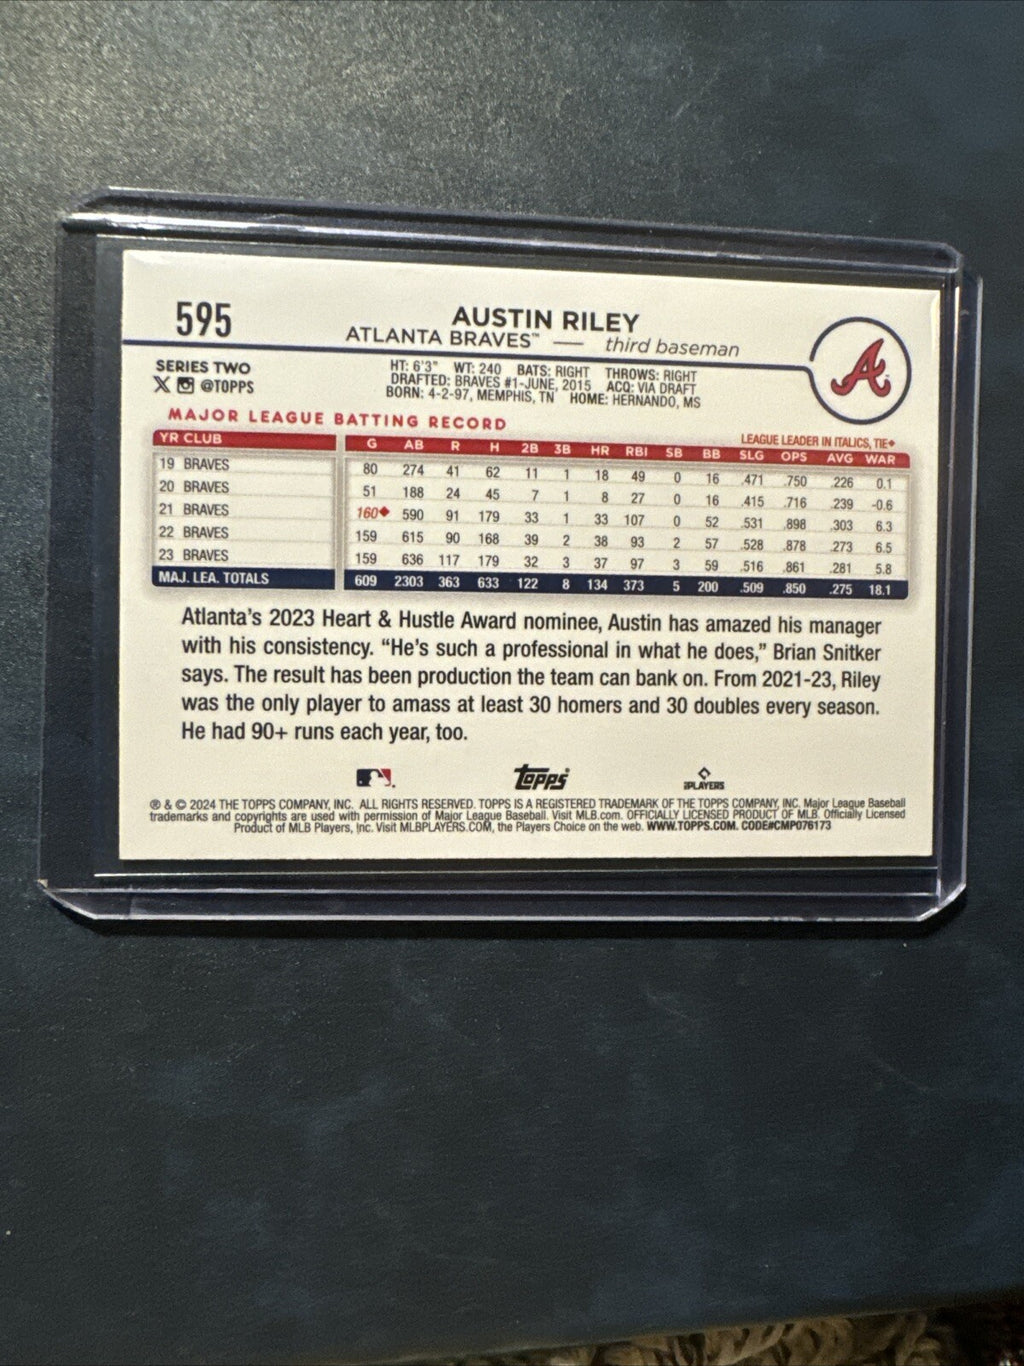 595
AUSTIN RILEY
ATLANTA BRAVES™ — third baseman
A
SERIES TWO
X @TOPPS
HT: 6'3" WT: 240 BATS: RIGHT THROWS: RIGHT
DRAFTED: BRAVES #1-JUNE, 2015 ACQ: VIA DRAFT
BORN: 4-2-97, MEMPHIS, TN HOME: HERNANDO, MS
MAJOR LEAGUE BATTING RECORD
LEAGUE LEADER IN ITALICS, TIE◆
YR CLUB G AB R H 2B 3B HR RBI SB BB SLG OPS AVG WAR
19 BRAVES 80 274 41 62 11 1 18 49 0 16 .471 .750 .226 0.1
20 BRAVES 51 188 24 45 7 1 8 27 0 16 .415 .716 .239 -0.6
21 BRAVES 160◆ 590 91 179 33 1 33 107 0 52 .531 .898 .303 6.3
22 BRAVES 159 615 90 168 39 2 38 93 2 57 .528 .878 .273 6.5
23 BRAVES 159 636 117 179 32 3 37 97 3 59 .516 .861 .281 5.8
MAJ. LEA. TOTALS 609 2303 363 633 122 8 134 373 5 200 .509 .850 .275 18.1
Atlanta's 2023 Heart & Hustle Award nominee, Austin has amazed his manager
with his consistency. “He's such a professional in what he does,” Brian Snitker
says. The result has been production the team can bank on. From 2021-23, Riley
was the only player to amass at least 30 homers and 30 doubles every season.
He had 90+ runs each year, too.
Topps
PLAYERS
® & © 2024 THE TOPPS COMPANY, INC. ALL RIGHTS RESERVED. TOPPS IS A REGISTERED TRADEMARK OF THE TOPPS COMPANY, INC. Major League Baseball
trademarks and copyrights are used with permission of Major League Baseball. Visit MLB.com. OFFICIALLY LICENSED PRODUCT OF MLB. Officially Licensed
Product of MLB Players, Inc. Visit MLBPLAYERS.COM, the Players Choice on the web. WWW.TOPPS.COM. CODE#CMP076173